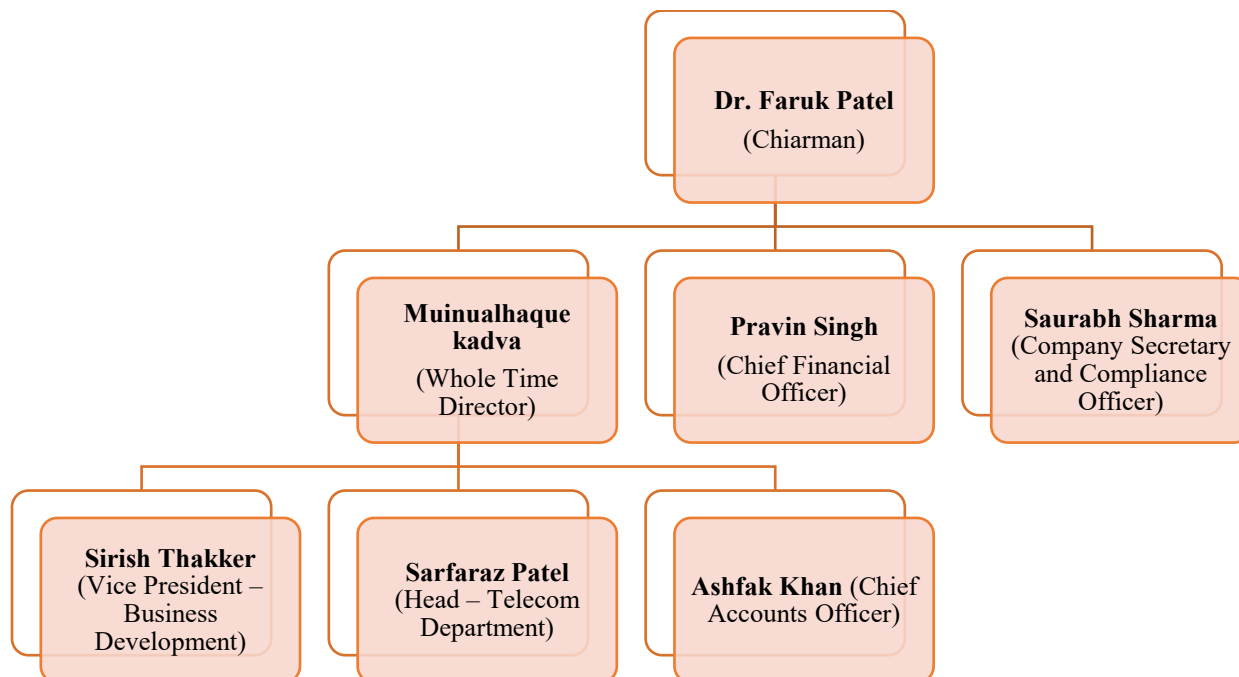 Dr. Faruk Patel
(Chiarman)
Muinualhaque
kadva
(Whole Time
Director)
Pravin Singh
(Chief Financial
Officer)
Saurabh Sharma
(Company Secretary
and Compliance
Officer)
Sirish Thakker
(Vice President –
Business
Development)
Sarfaraz Patel
(Head – Telecom
Department)
Ashfak Khan (Chief
Accounts Officer)